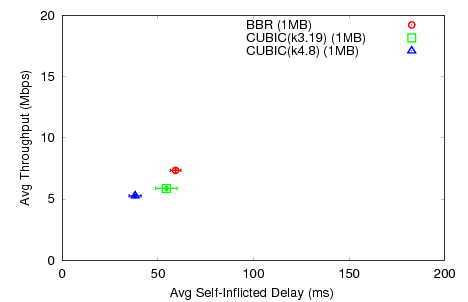 20
15
10
5
0
0
50
100
150
200
Avg Throughput (Mbps)
Avg Self-Inflicted Delay (ms)
BBR (1MB)
CUBIC(k3.19) (1MB)
CUBIC(k4.8) (1MB)